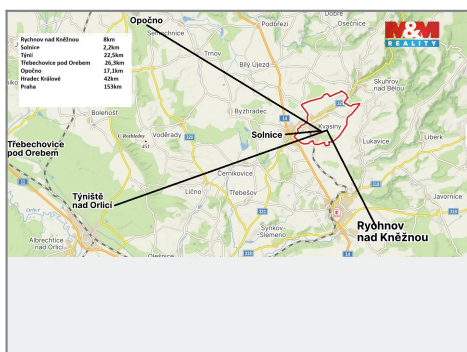 Opočno
Semechnice
Podbřezí
Osečnice
M&M
REALITY
Rychnov nad Kněžnou 8km
Solnice 2,2km
Týnii 22,5km
Třebechovice pod Orebem 26,3km
Opočno 17,1km
Hradec Králové 42km
Praha 153km
Trnov
Bílý Újezd
Skuhrov
nad Bělou
Bolehošť
Byzhradec
Kvasiny
Voděrady
Solnice
Lukavice
Liberk
Třebechovice
pod Orebem
Černíkovice
Týniště
nad Orlicí
Lično
Třebešov
Javornice
Albrechtice
nad Orlicí
Synkov-
Slemeno
Rychnov
nad Kněžnou